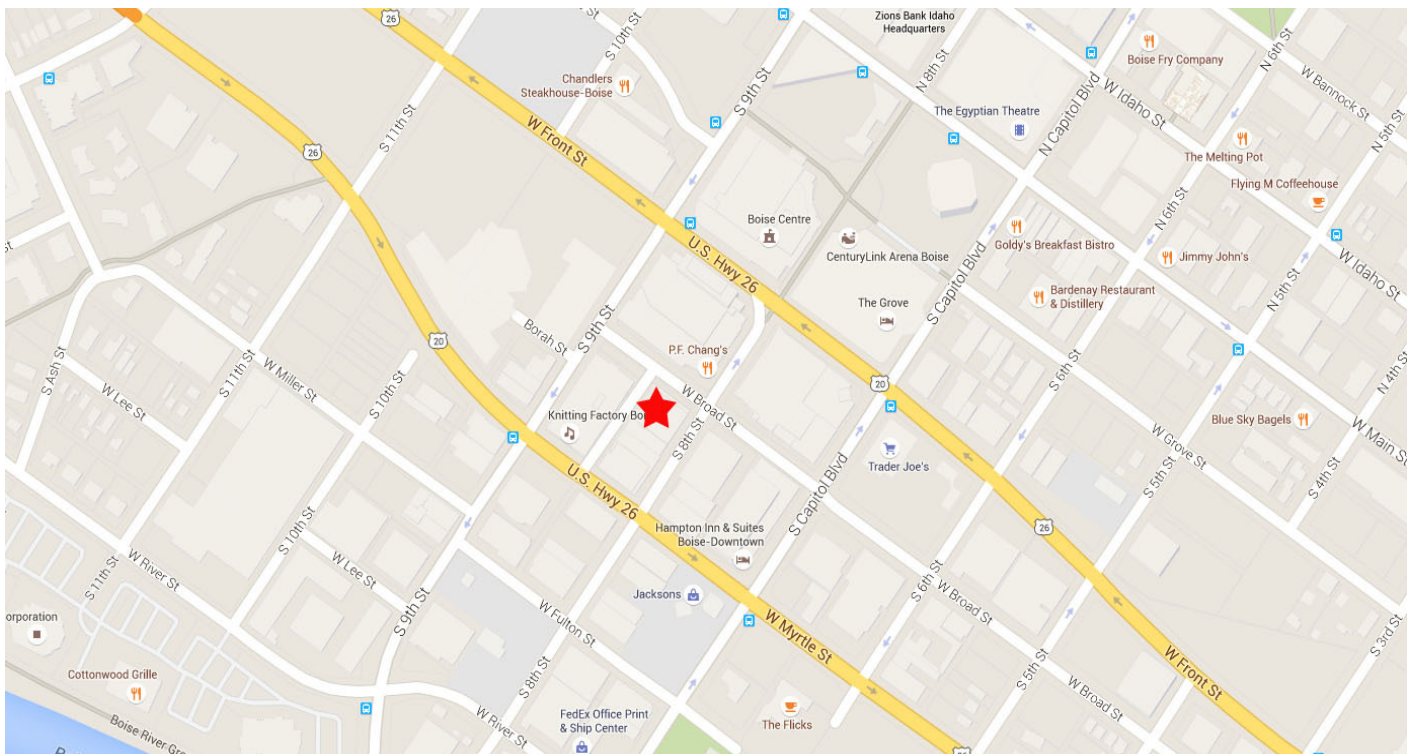 Zions Bank Idaho
Headquarters
26
26
S 10th St
Chandlers
Steakhouse-Boise
S 9th St
N 8th St
N Capitol Blvd
Boise Fry Company
N 6th St
W Bannock St
W Idaho St
The Egyptian Theatre
N 5th St
The Melting Pot
Flying M Coffeehouse
S 11th St
W Front St
26
Boise Centre
CenturyLink Arena Boise
Goldy's Breakfast Bistro
N 6th St
Jimmy John's
W Idaho St
U.S. Hwy 26
Bardenay Restaurant
& Distillery
The Grove
S Capitol Blvd
N 5th St
Borah St
S 9th St
20
P.F. Chang's
20
S 6th St
N 4th St
S Ash St
W Lee St
S 11th St
W Miller St
S 10th St
W Broad St
Knitting Factory Bo
S 8th St
Blue Sky Bagels
W Main St
W Grove St
Trader Joe's
S 5th St
S 4th St
U.S. Hwy 26
S Capitol Blvd
Hampton Inn & Suites
Boise-Downtown
26
S 10th St
W River St
W Lee St
S 11th St
Jacksons
S 6th St
W Broad St
W Fulton St
W Myrtle St
S 9th St
orporation
S 3rd St
Cottonwood Grille
S 8th St
W River St
S 5th St
W Broad St
W Front St
Boise River Gr
FedEx Office Print
& Ship Center
The Flicks
26